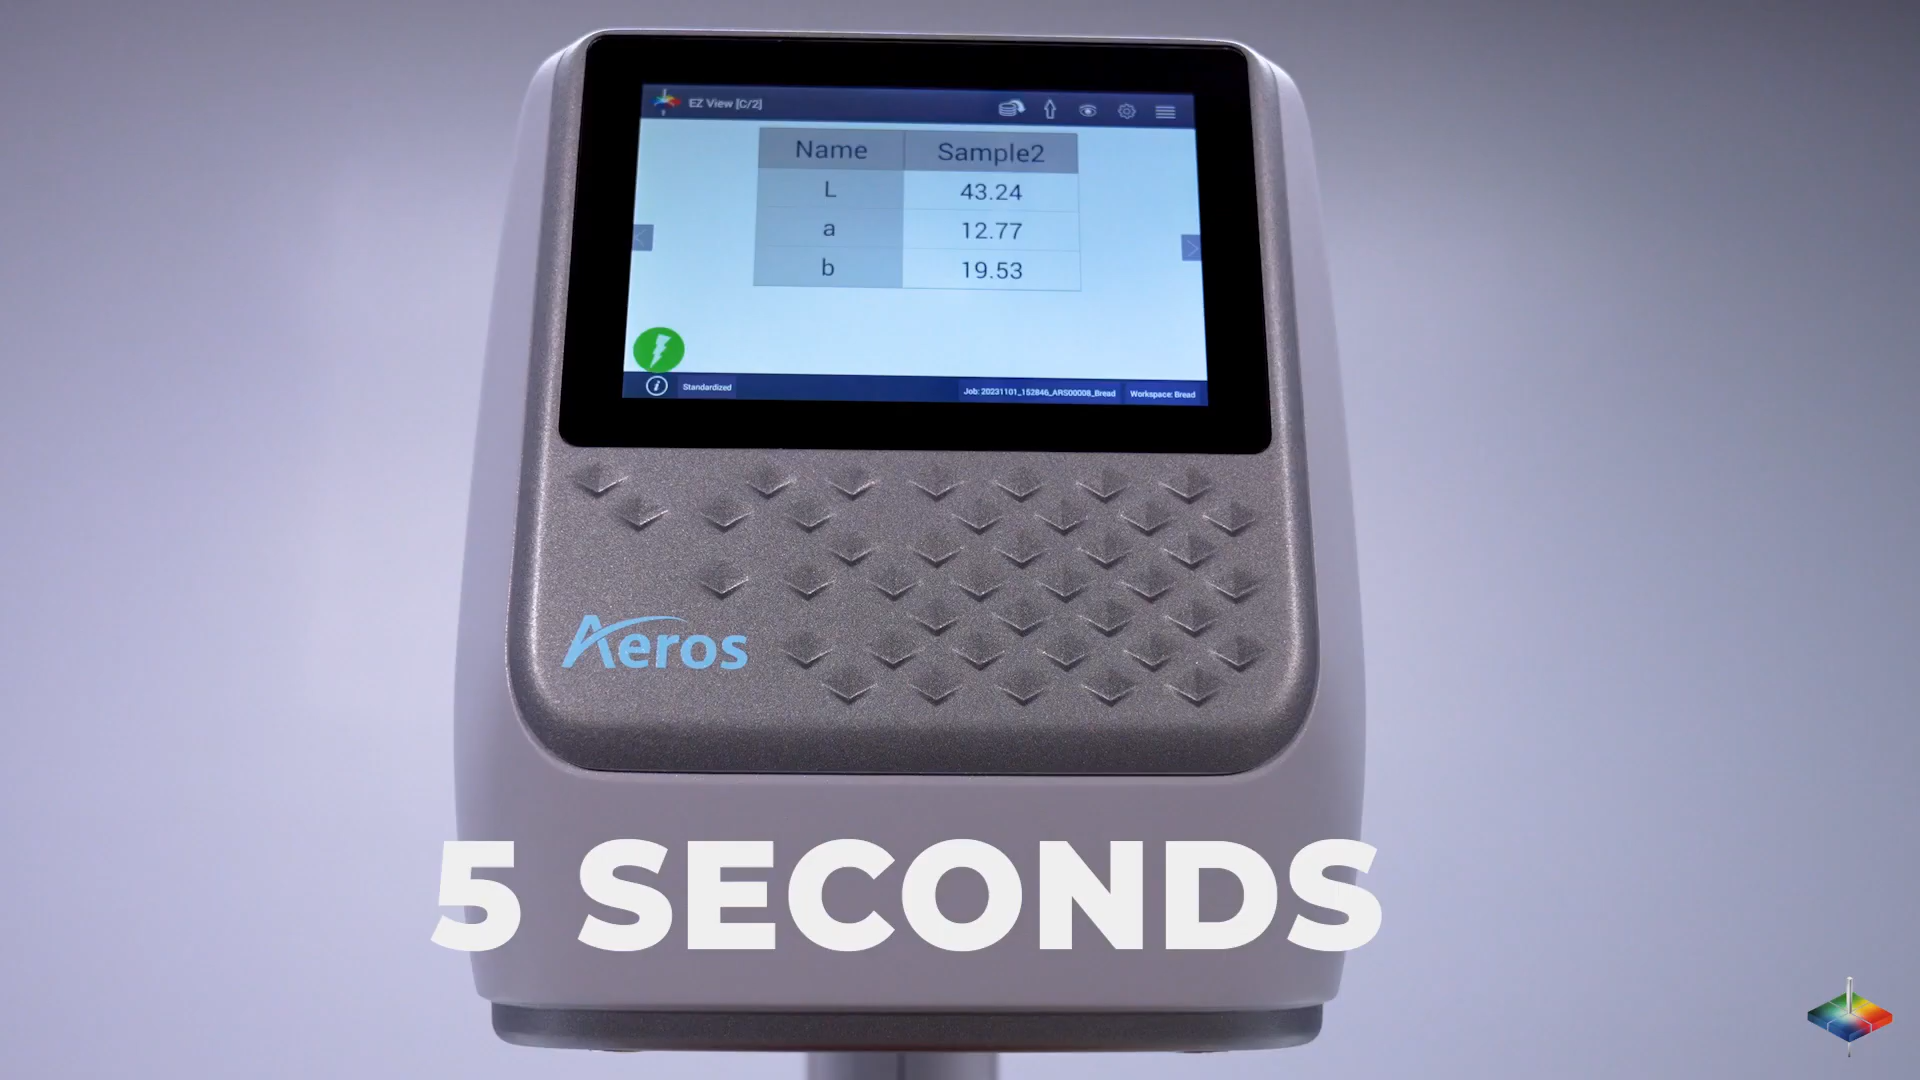 EZ View [C/2]
Name Sample2
L 43.24
a 12.77
b 19.53
i Standardized Job: 20231101_152846_ARS00008_Bread Workspace: Bread
Aeros
5 SECONDS